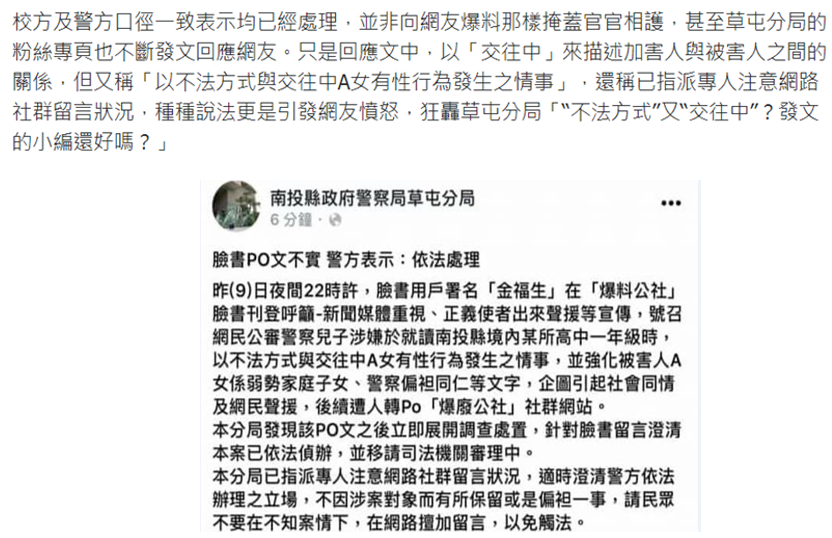 校方及警方口徑一致表示均已經處理，並非向網友爆料那樣掩蓋官官相護，甚至草屯分局的
粉絲專頁也不斷發文回應網友。只是回應文中，以「交往中」來描述加害人與被害人之間的
關係，但又稱「以不法方式與交往中A女有性行為發生之情事」，還稱已指派專人注意網路
社群留言狀況，種種說法更是引發網友憤怒，狂轟草屯分局「“不法方式”又“交往中”？發文
的小編還好嗎？」
南投縣政府警察局草屯分局
6 分鐘·
臉書PO文不實 警方表示：依法處理
昨(9)日夜間22時許，臉書用戶署名「金福生」在「爆料公社」
臉書刊登呼籲-新聞媒體重視、正義使者出來聲援等宣傳，號召
網民公審警察兒子涉嫌於就讀南投縣境內某所高中一年級時，
以不法方式與交往中A女有性行為發生之情事，並強化被害人A
女係弱勢家庭子女、警察偏袒同仁等文字，企圖引起社會同情
及網民聲援，後續遭人轉Po「爆廢公社」社群網站。
本分局發現該PO文之後立即展開調查處置，針對臉書留言澄清
本案已依法偵辦，並移請司法機關審理中。
本分局已指派專人注意網路社群留言狀況，適時澄清警方依法
辦理之立場，不因涉案對象而有所保留或是偏袒一事，請民眾
不要在不知案情下，在網路擅加留言，以免觸法。